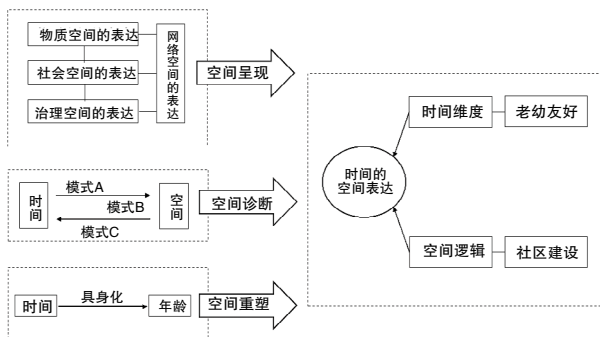 物质空间的表达
社会空间的表达
治理空间的表达
网络空间的表达
空间呈现
时间
模式A
模式B
模式C
空间
空间诊断
时间
具身化
年龄
空间重塑
时间的
空间表达
时间维度
老幼友好
空间逻辑
社区建设